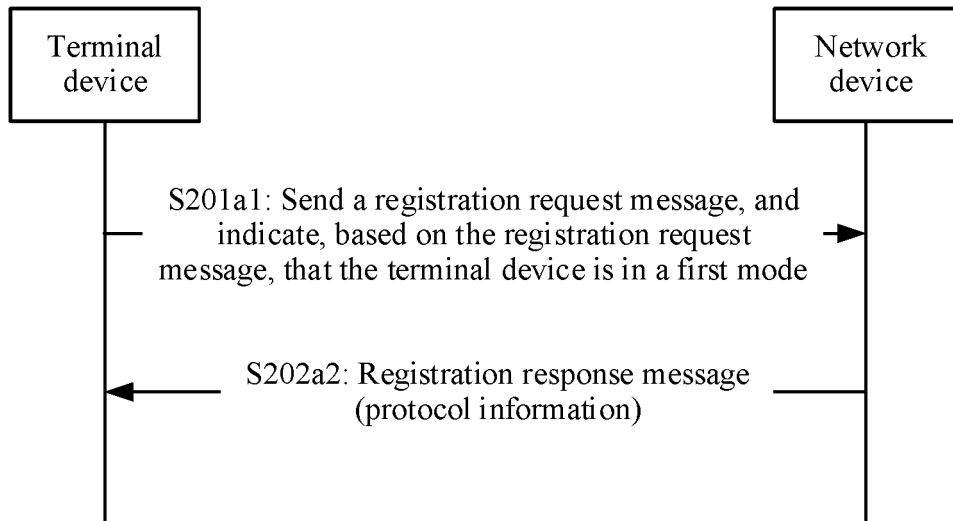 Terminal
device
Network
device
S201a1: Send a registration request message, and
indicate, based on the registration request
message, that the terminal device is in a first mode
S202a2: Registration response message
(protocol information)